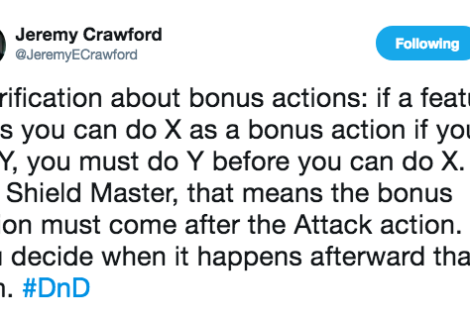 Jeremy Crawford
@JeremyECrawford
Following
rification about bonus actions: if a featu
s you can do X as a bonus action if you
Y, you must do Y before you can do X.
Shield Master, that means the bonus
ion must come after the Attack action.
decide when it happens afterward tha
#DnD